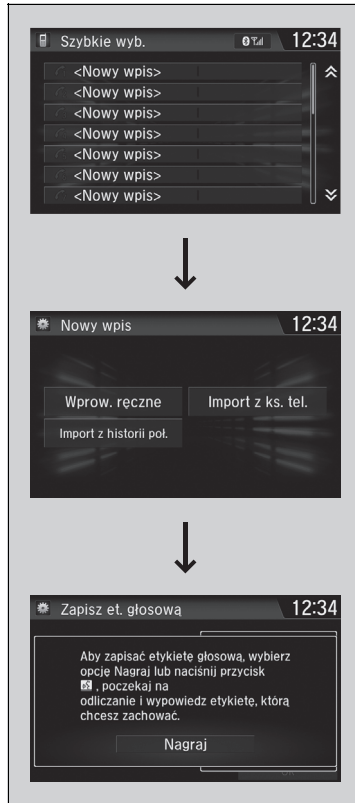 Szybkie wyb. 12:34
<Nowy wpis>
<Nowy wpis>
<Nowy wpis>
<Nowy wpis>
<Nowy wpis>
<Nowy wpis>
<Nowy wpis>
Nowy wpis 12:34
Wprow. ręczne Import z ks. tel.
Import z historii poł.
Zapisz et. głosową 12:34
Aby zapisać etykietę głosową, wybierz
opcję Nagraj lub naciśnij przycisk
, poczekaj na
odliczanie i wypowiedz etykietę, którą
chcesz zachować.
Nagraj